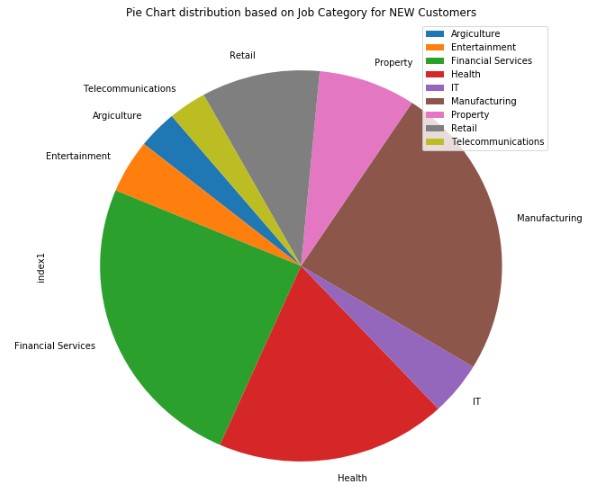 Pie Chart distribution based on Job Category for NEW Customers
Argiculture
Entertainment
Financial Services
Health
IT
Manufacturing
Property
Retail
Telecommunications
Retail
Property
Telecommunications
Argiculture
Entertainment
Manufacturing
index1
Financial Services
IT
Health